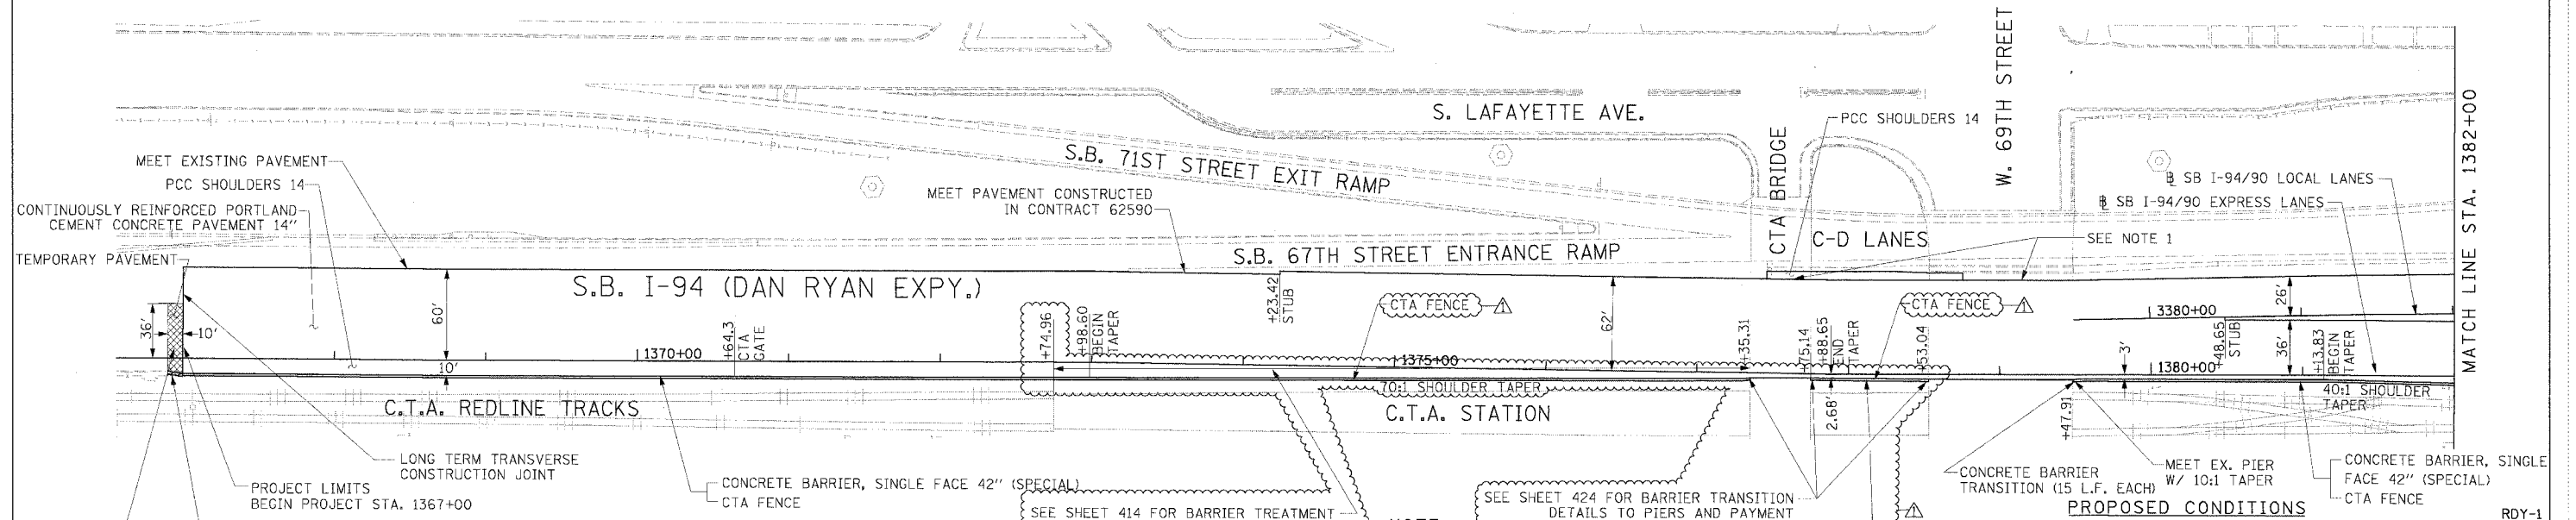 W. 69TH STREET
S. LAFAYETTE AVE.
PCC SHOULDERS 14
CTA BRIDGE
MATCH LINE STA. 1382+00
MEET EXISTING PAVEMENT
PCC SHOULDERS 14
CONTINUOUSLY REINFORCED PORTLAND
CEMENT CONCRETE PAVEMENT 14"
TEMPORARY PAVEMENT
S.B. 71ST STREET EXIT RAMP
MEET PAVEMENT CONSTRUCTED
IN CONTRACT 62590
S.B. 67TH STREET ENTRANCE RAMP
C-D LANES
SB I-94/90 LOCAL LANES
SB I-94/90 EXPRESS LANES
SEE NOTE 1
S.B. I-94 (DAN RYAN EXPY.)
36'
10'
60'
10'
1370+00
+64.3
CTA
GATE
+74.96
+98.60
BEGIN
TAPER
+23.42
STUB
CTA FENCE
1
62'
1375+00
+35.31
+75.14
+88.65
END
TAPER
CTA FENCE
1
+53.04
3380+00
26'
+48.65
STUB
36'
+13.83
BEGIN
TAPER
3'
1380+00
70:1 SHOULDER TAPER
40:1 SHOULDER
TAPER
C.T.A. REDLINE TRACKS
C.T.A. STATION
2.68'
+47.91
LONG TERM TRANSVERSE
CONSTRUCTION JOINT
PROJECT LIMITS
BEGIN PROJECT STA. 1367+00
CONCRETE BARRIER, SINGLE FACE 42" (SPECIAL)
CTA FENCE
SEE SHEET 414 FOR BARRIER TREATMENT
SEE SHEET 424 FOR BARRIER TRANSITION
DETAILS TO PIERS AND PAYMENT
1
CONCRETE BARRIER
TRANSITION (15 L.F. EACH)
MEET EX. PIER
W/ 10:1 TAPER
CONCRETE BARRIER, SINGLE
FACE 42" (SPECIAL)
CTA FENCE
PROPOSED CONDITIONS
RDY-1